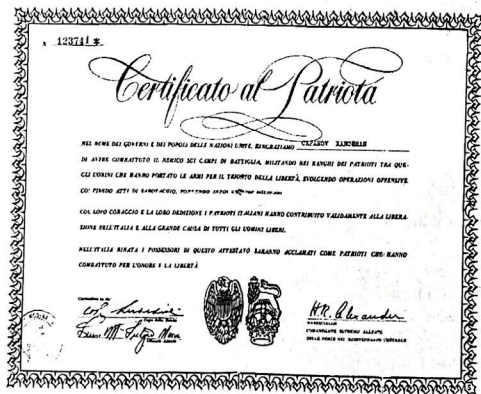 123741 *
Certificato al Patriota
NEL NOME DEI GOVERNI E DEI POPOLI DELLE NAZIONI UNITE, RINGRAZIAMO
DI AVERE COMBATTUTO IL NEMICO SUI CAMPI DI BATTAGLIA, MILITANDO NEI RANGHI DEI PATRIOTI TRA QUE-
GLI UOMINI CHE HANNO PORTATO LE ARMI PER IL TRIONFO DELLA LIBERTÀ, SVOLGENDO OPERAZIONI OFFENSIVE,
ATTI DI SABOTAGGIO,
COL LORO CORAGGIO E LA LORO DEDIZIONE I PATRIOTI ITALIANI HANNO CONTRIBUITO VALIDAMENTE ALLA LIBERA-
ZIONE DELL'ITALIA E ALLA GRANDE CAUSA DI TUTTI GLI UOMINI LIBERI.
NELL'ITALIA RINATA I POSSESSORI DI QUESTO ATTESTATO SARANNO ACCLAMATI COME PATRIOTI CHE HANNO
COMBATTUTO PER L'ONORE E LA LIBERTÀ
H.R. Alexander
MARESCIALLO
COMANDANTE SUPREMO ALLEATO
DELLE FORZE NEL MEDITERRANEO CENTRALE